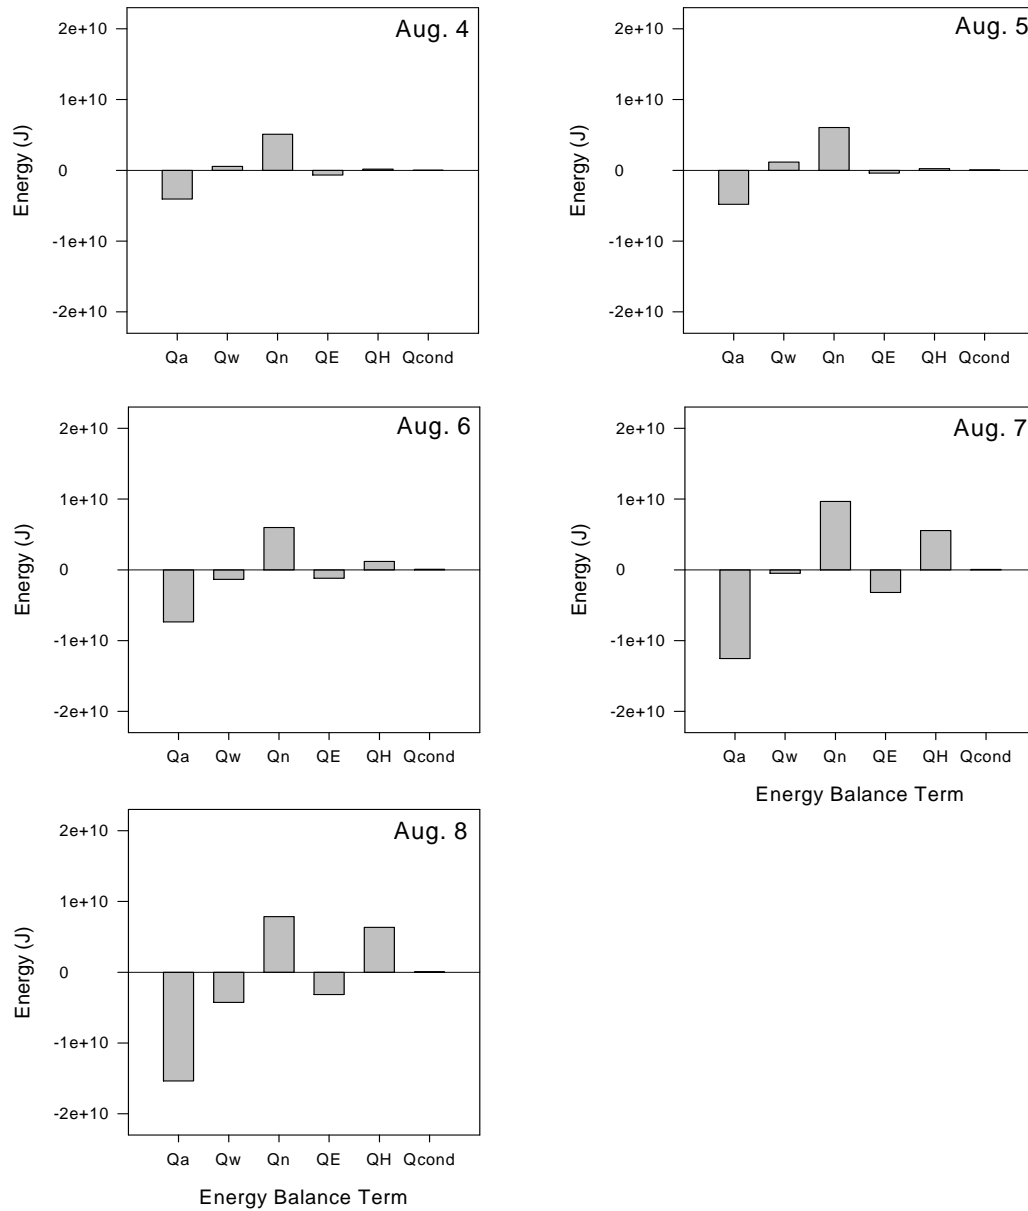 Aug. 4
2e+10
1e+10
0
-1e+10
-2e+10
Energy (J)
Qa Qw Qn QE QH Qcond
Aug. 5
2e+10
1e+10
0
-1e+10
-2e+10
Energy (J)
Qa Qw Qn QE QH Qcond
Aug. 6
2e+10
1e+10
0
-1e+10
-2e+10
Energy (J)
Qa Qw Qn QE QH Qcond
Aug. 7
2e+10
1e+10
0
-1e+10
-2e+10
Energy (J)
Qa Qw Qn QE QH Qcond
Energy Balance Term
Aug. 8
2e+10
1e+10
0
-1e+10
-2e+10
Energy (J)
Qa Qw Qn QE QH Qcond
Energy Balance Term